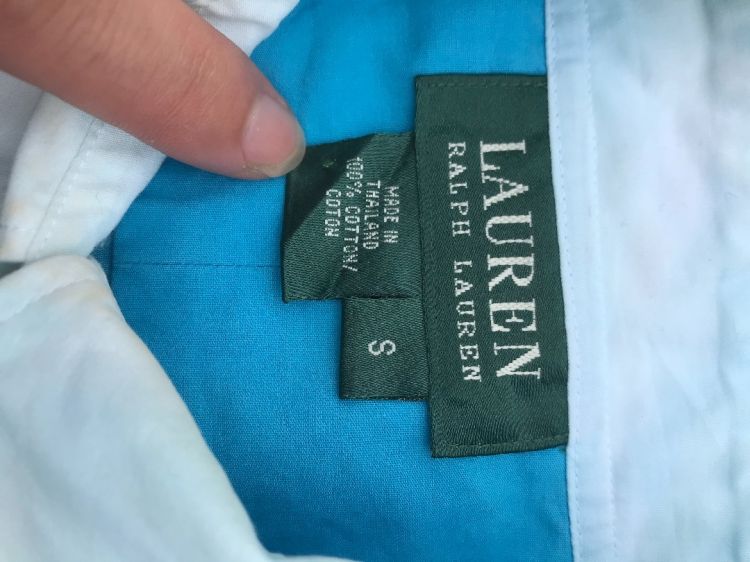 LAUREN
RALPH LAUREN
MADE IN
THAILAND
100% COTTON/
COTON
S